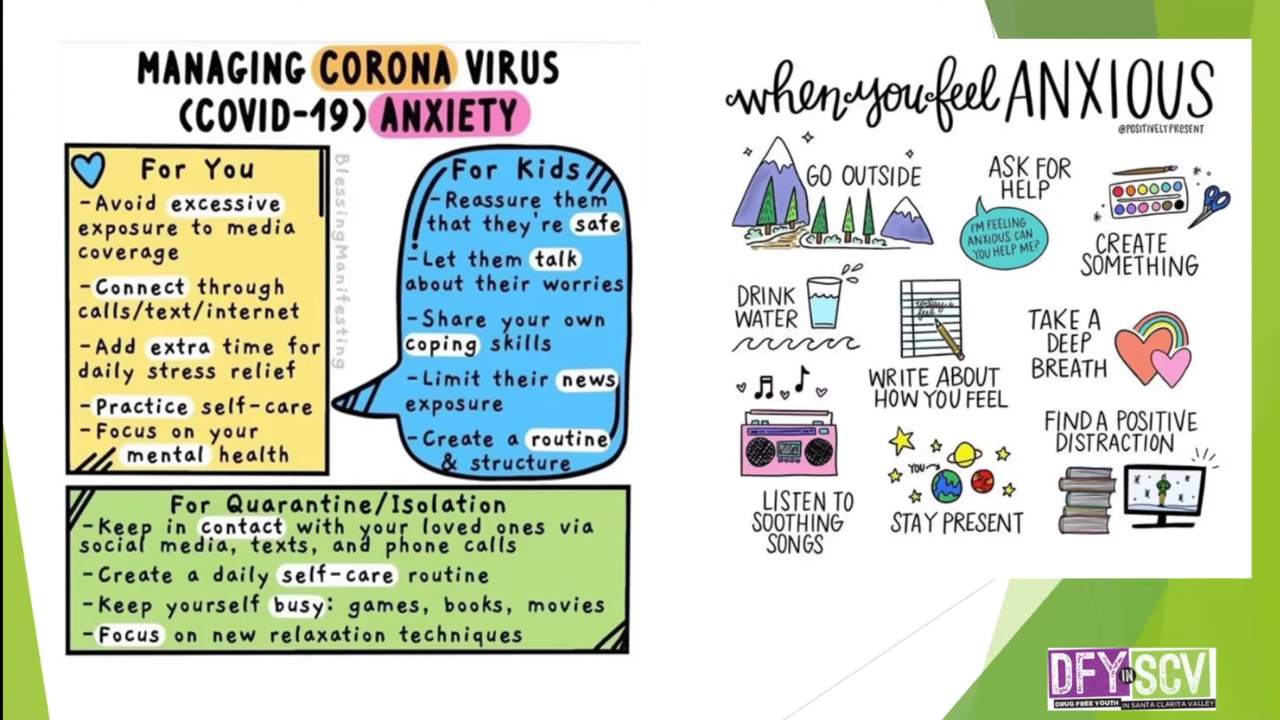 MANAGING CORONA VIRUS
(COVID-19) ANXIETY
For You
-Avoid excessive
exposure to media
coverage
-Connect through
calls/text/internet
-Add extra time for
daily stress relief
-Practice self-care
-Focus on your
mental health
BlessingManifesting
For Kids
-Reassure them
that they're safe
-Let them talk
about their worries
-Share your own
coping skills
-Limit their news
exposure
-Create a routine
& structure
For Quarantine/Isolation
-Keep in contact with your loved ones via
social media, texts, and phone calls
-Create a daily self-care routine
-Keep yourself busy: games, books, movies
-Focus on new relaxation techniques
when you feel ANXIOUS
@POSITIVELYPRESENT
GO OUTSIDE
ASK FOR
HELP
I'M FEELING
ANXIOUS. CAN
YOU HELP ME?
CREATE
SOMETHING
DRINK
WATER
today i
feel
WRITE ABOUT
HOW YOU FEEL
TAKE A
DEEP
BREATH
LISTEN TO
SOOTHING
SONGS
YOU
STAY PRESENT
FIND A POSITIVE
DISTRACTION
DFY IN SCV
DRUG FREE YOUTH IN SANTA CLARITA VALLEY